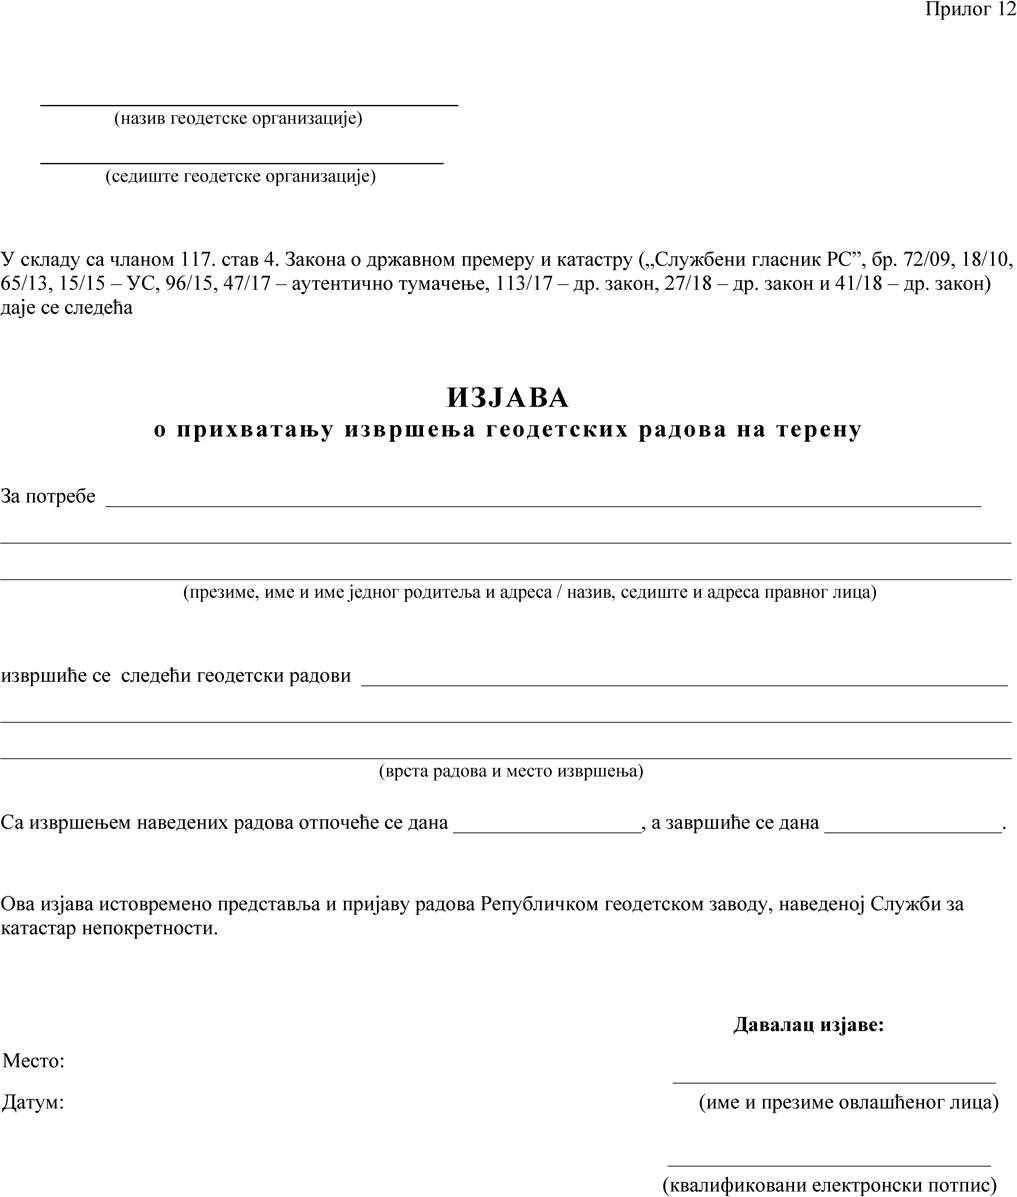 Прилог 12
(назив геодетске организације)
(седиште геодетске организације)
У складу са чланом 117. став 4. Закона о државном премеру и катастру („Службени гласник РС”, бр. 72/09, 18/10,
65/13, 15/15 – УС, 96/15, 47/17 – аутентично тумачење, 113/17 – др. закон, 27/18 – др. закон и 41/18 – др. закон)
даје се следећа
ИЗЈАВА
о прихватању извршења геодетских радова на терену
За потребе
(презиме, име и име једног родитеља и адреса / назив, седиште и адреса правног лица)
извршиће се следећи геодетски радови
(врста радова и место извршења)
Са извршењем наведених радова отпочеће се дана __________________, а завршиће се дана _________________.
Ова изјава истовремено представља и пријаву радова Републичком геодетском заводу, наведеној Служби за
катастар непокретности.
Давалац изјаве:
Место:
Датум:
(име и презиме овлашћеног лица)
(квалификовани електронски потпис)